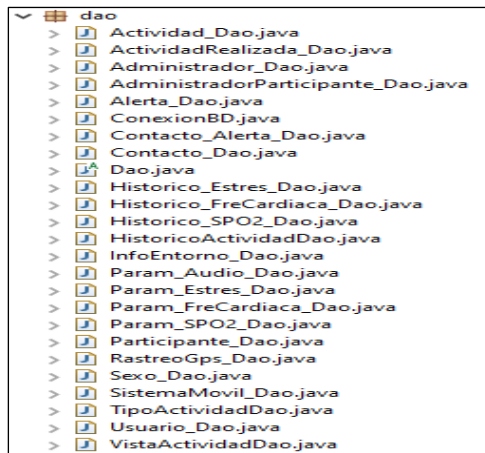 dao
Actividad_Dao.java
ActividadRealizada_Dao.java
Administrador_Dao.java
AdministradorParticipante_Dao.java
Alerta_Dao.java
ConexionBD.java
Contacto_Alerta_Dao.java
Contacto_Dao.java
Dao.java
Historico_Estres_Dao.java
Historico_FreCardiaca_Dao.java
Historico_SPO2_Dao.java
HistoricoActividadDao.java
InfoEntorno_Dao.java
Param_Audio_Dao.java
Param_Estres_Dao.java
Param_FreCardiaca_Dao.java
Param_SPO2_Dao.java
Participante_Dao.java
RastreoGps_Dao.java
Sexo_Dao.java
SistemaMovil_Dao.java
TipoActividadDao.java
Usuario_Dao.java
VistaActividadDao.java